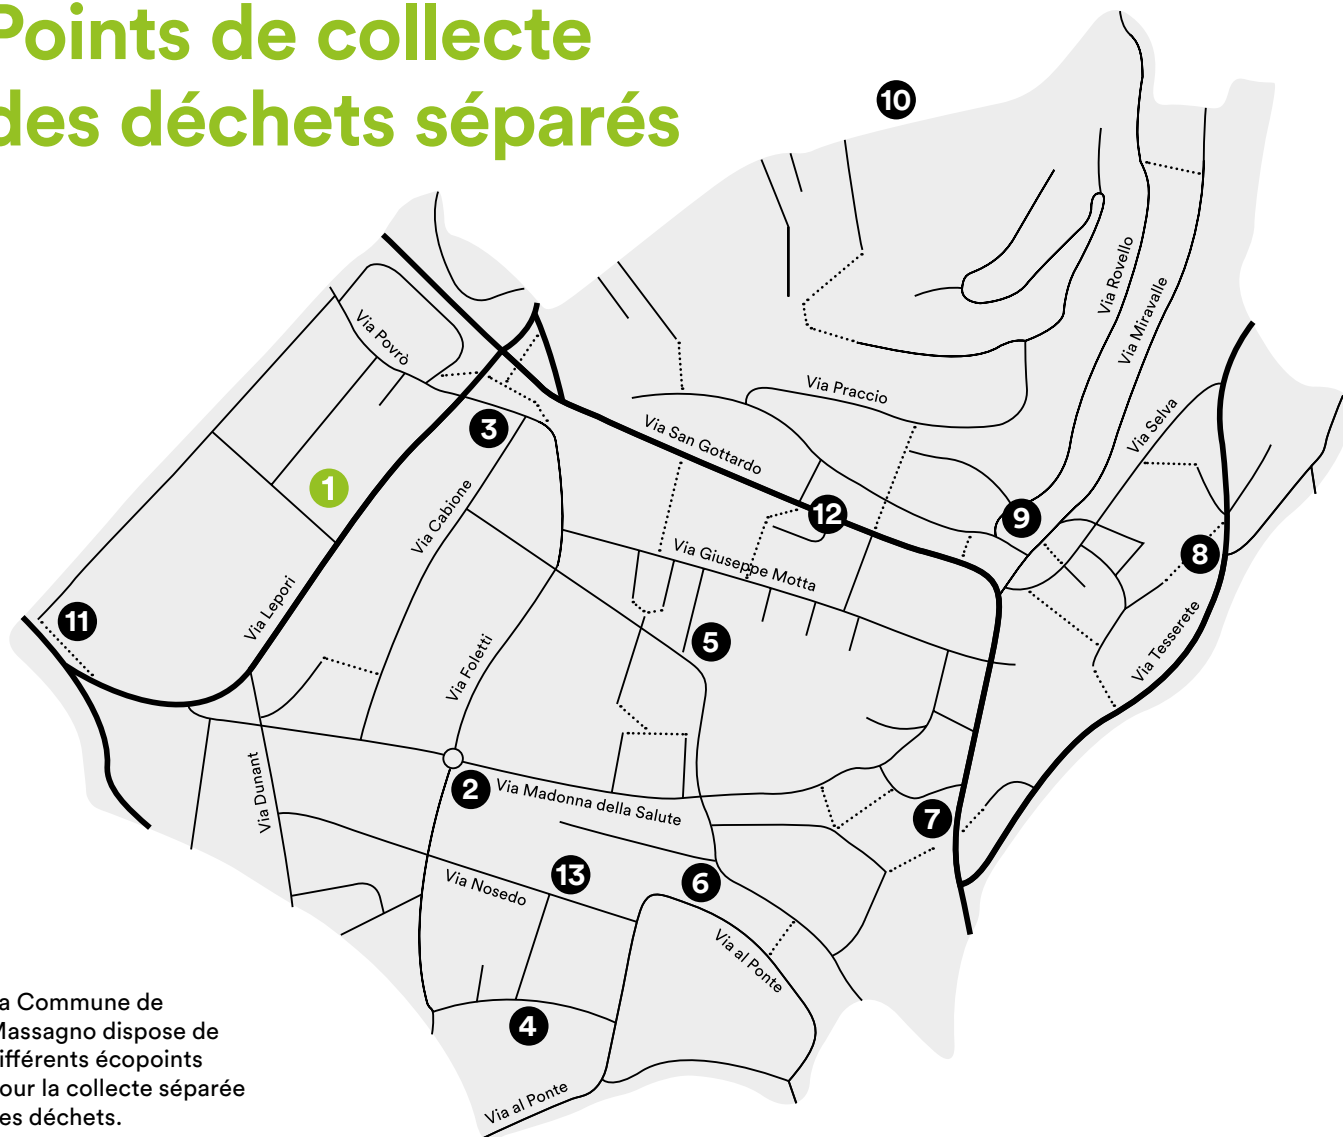 Points de collecte
des déchets séparés
10
Via Rovello
Via Miravalle
Via Povrò
Via Praccio
Via San Gottardo
Via Selva
3
1
12
9
Via Cabione
Via Giuseppe Motta
8
Via Lepori
11
5
Via Foletti
Via Tesserete
Via Dunant
2
Via Madonna della Salute
7
13
6
Via Nosedo
Via al Ponte
4
Via al Ponte
a Commune de
Massagno dispose de
ifférents écopoints
our la collecte séparée
es déchets.